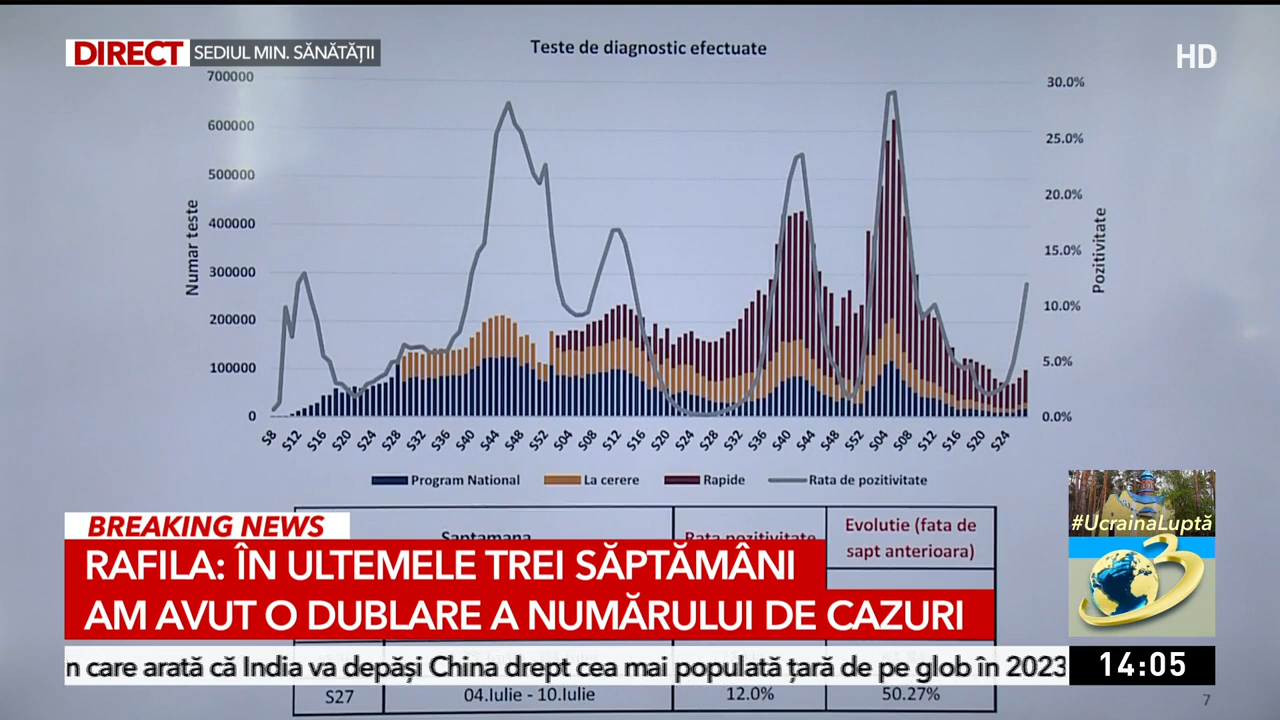 DIRECT SEDIUL MIN. SĂNĂTĂȚII
HD
Teste de diagnostic efectuate
Numar teste
700000
600000
500000
400000
300000
200000
100000
0
30.0%
25.0%
20.0%
15.0%
10.0%
5.0%
0.0%
Pozitivitate
S8 S12 S16 S20 S24 S28 S32 S36 S40 S44 S48 S52 S04 S08 S12 S16 S20 S24 S28 S32 S36 S40 S44 S48 S52 S04 S08 S12 S16 S20 S24
Program National La cerere Rapide Rata de pozitivitate
Santamana Rata pozitivitate Evolutie (fata de
sapt anterioara)
#UcrainaLuptă
3
BREAKING NEWS
RAFILA: ÎN ULTEMELE TREI SĂPTĂMÂNI
AM AVUT O DUBLARE A NUMĂRULUI DE CAZURI
n care arată că India va depăși China drept cea mai populată țară de pe glob în 2023
14:05
S27 04.Iulie - 10.Iulie 12.0% 50.27%
7